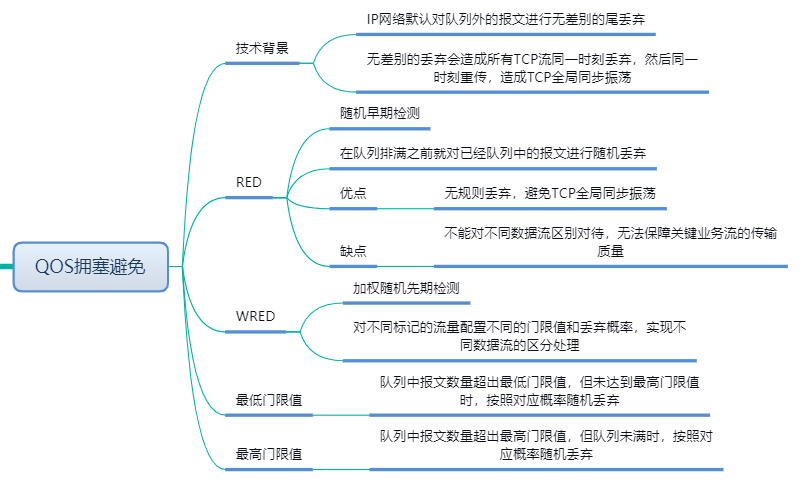 QOS拥塞避免
技术背景
IP网络默认对队列外的报文进行无差别的尾丢弃
无差别的丢弃会造成所有TCP流同一时刻丢弃，然后同一
时刻重传，造成TCP全局同步振荡
RED
随机早期检测
在队列排满之前就对已经队列中的报文进行随机丢弃
优点
无规则丢弃，避免TCP全局同步振荡
缺点
不能对不同数据流区别对待，无法保障关键业务流的传输
质量
WRED
加权随机先期检测
对不同标记的流量配置不同的门限值和丢弃概率，实现不
同数据流的区分处理
最低门限值
队列中报文数量超出最低门限值，但未达到最高门限值
时，按照对应概率随机丢弃
最高门限值
队列中报文数量超出最高门限值，但队列未满时，按照对
应概率随机丢弃